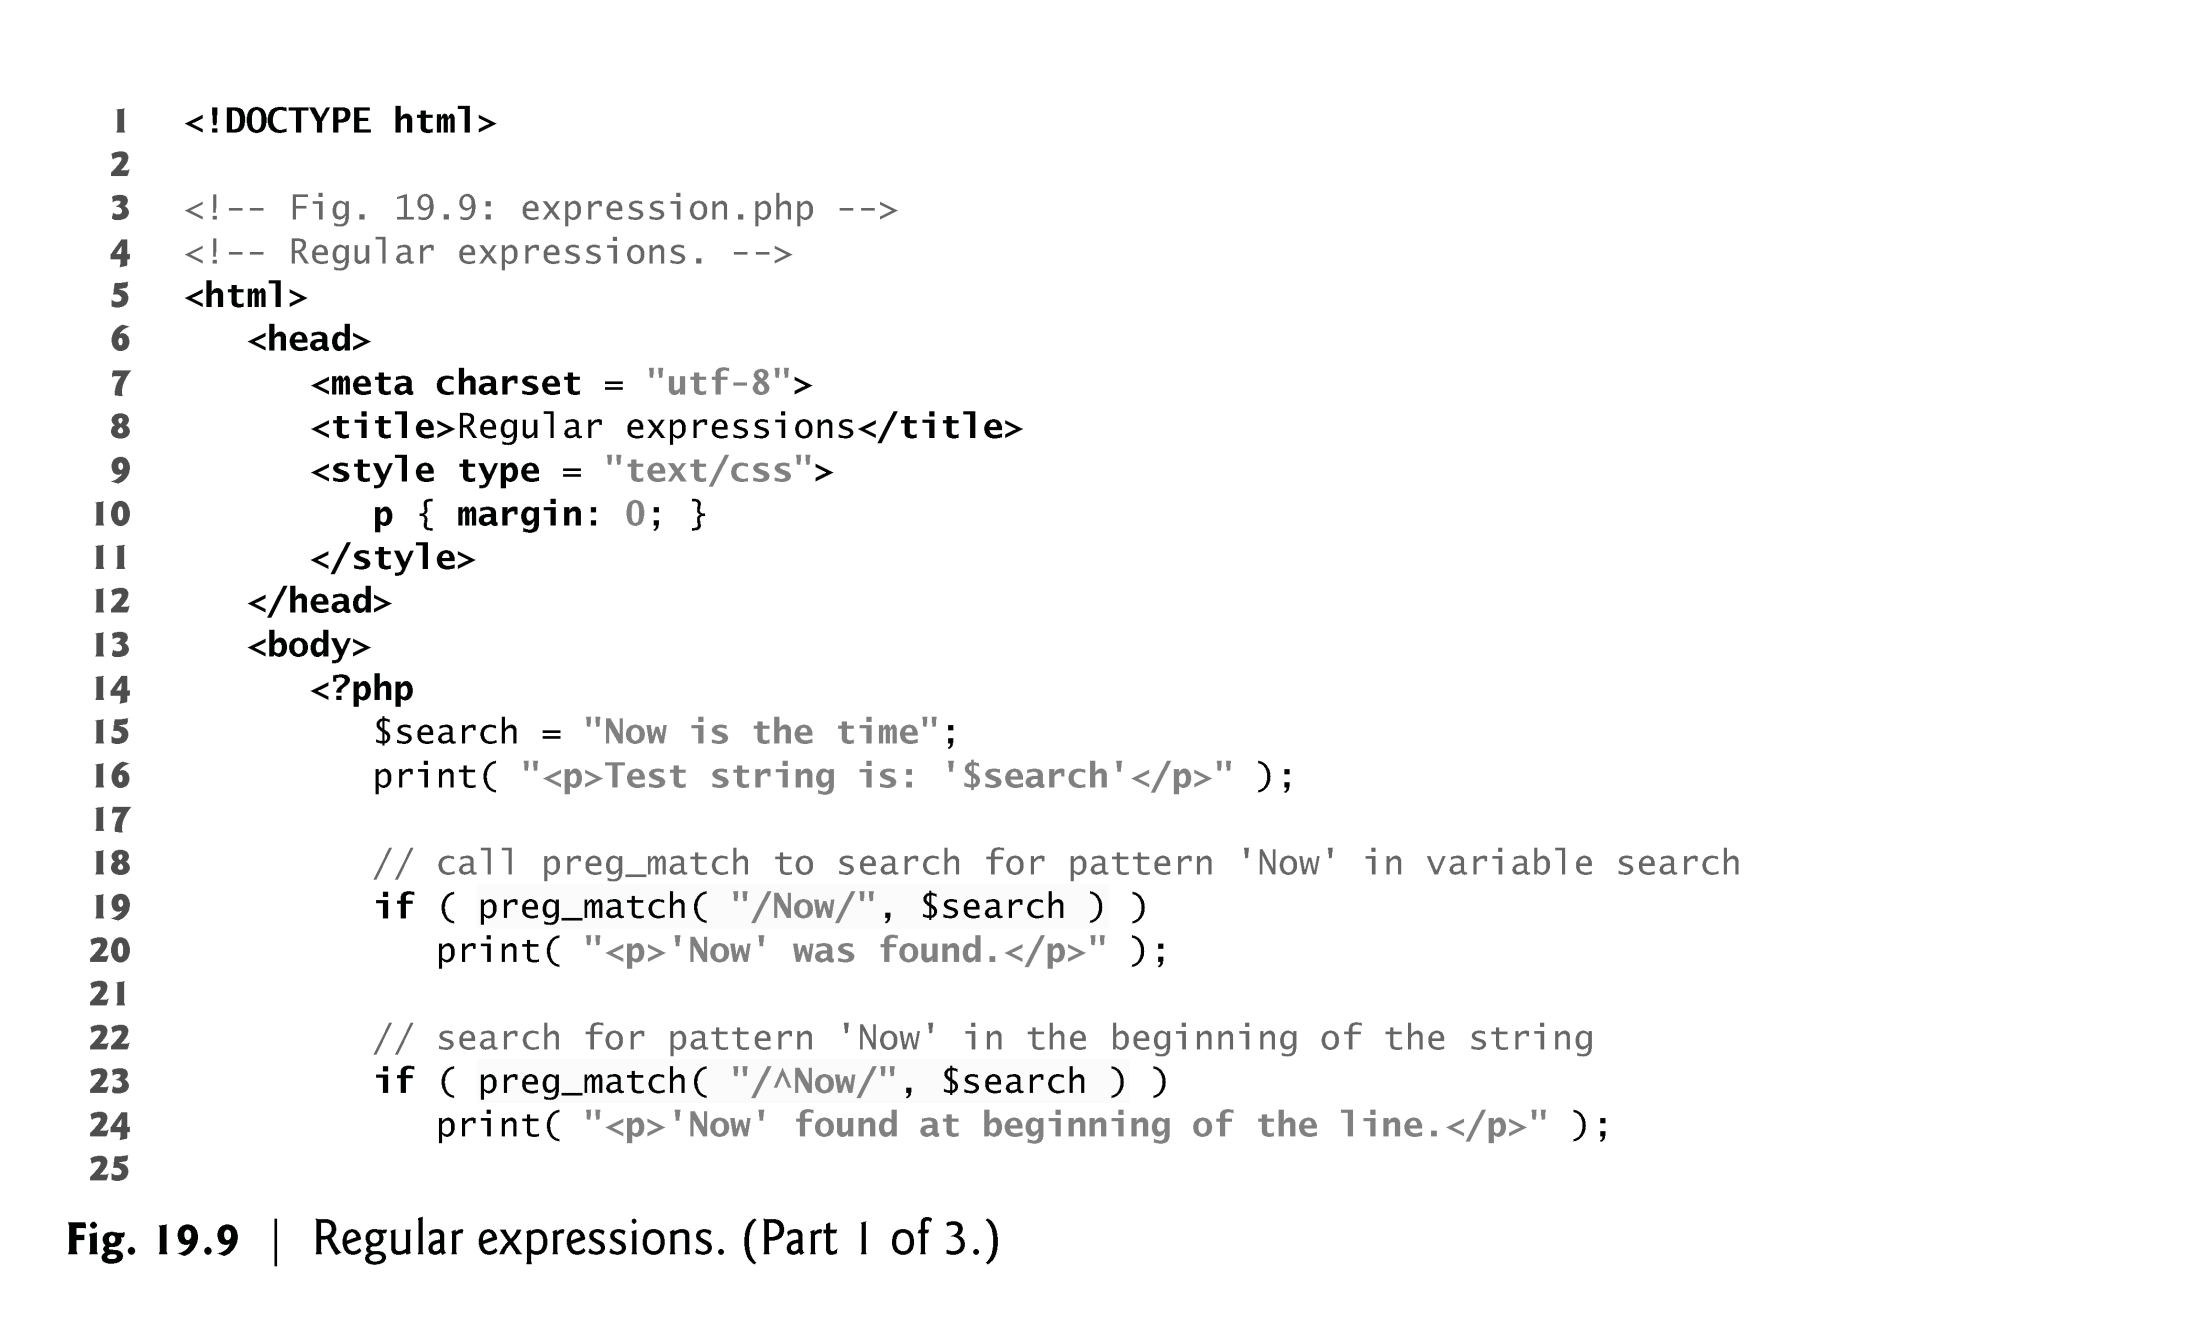 1 <!DOCTYPE html>
2
3 <!-- Fig. 19.9: expression.php -->
4 <!-- Regular expressions. -->
5 <html>
6    <head>
7       <meta charset = "utf-8">
8       <title>Regular expressions</title>
9       <style type = "text/css">
10         p { margin: 0; }
11      </style>
12   </head>
13   <body>
14      <?php
15         $search = "Now is the time";
16         print( "<p>Test string is: '$search'</p>" );
17
18         // call preg_match to search for pattern 'Now' in variable search
19         if ( preg_match( "/Now/", $search ) )
20            print( "<p>'Now' was found.</p>" );
21
22         // search for pattern 'Now' in the beginning of the string
23         if ( preg_match( "/^Now/", $search ) )
24            print( "<p>'Now' found at beginning of the line.</p>" );
25
Fig. 19.9 | Regular expressions. (Part 1 of 3.)